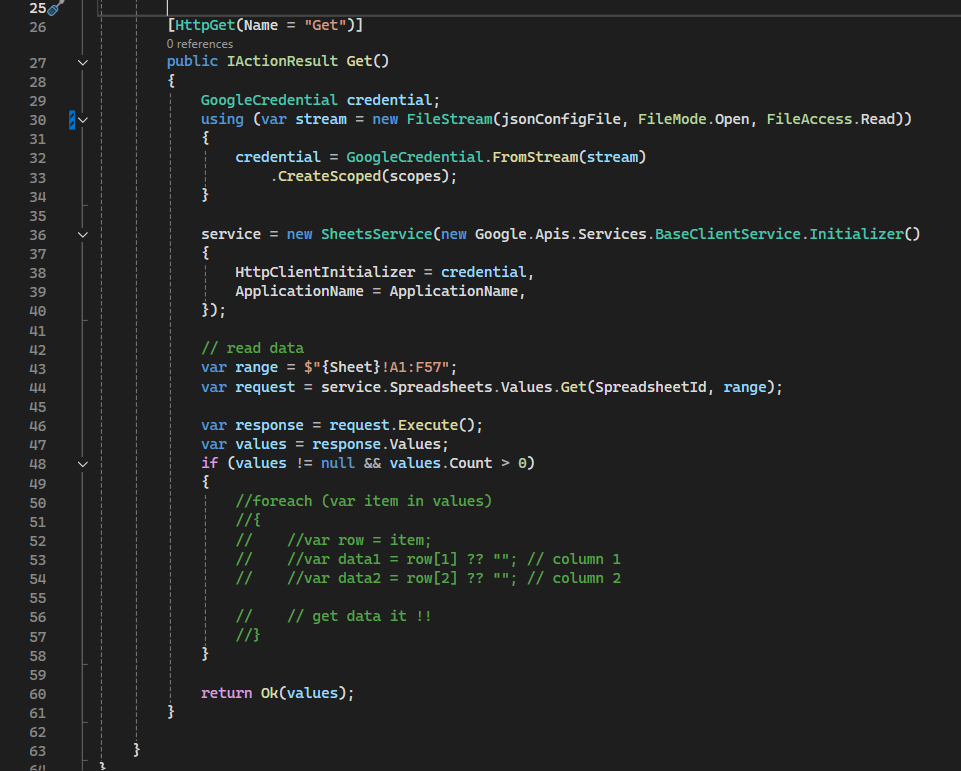 25
26 [HttpGet(Name = "Get")]
0 references
27 public IActionResult Get()
28 {
29 GoogleCredential credential;
30 using (var stream = new FileStream(jsonConfigFile, FileMode.Open, FileAccess.Read))
31 {
32 credential = GoogleCredential.FromStream(stream)
33 .CreateScoped(scopes);
34 }
35
36 service = new SheetsService(new Google.Apis.Services.BaseClientService.Initializer()
37 {
38 HttpClientInitializer = credential,
39 ApplicationName = ApplicationName,
40 });
41
42 // read data
43 var range = $"{Sheet}!A1:F57";
44 var request = service.Spreadsheets.Values.Get(SpreadsheetId, range);
45
46 var response = request.Execute();
47 var values = response.Values;
48 if (values != null && values.Count > 0)
49 {
50 //foreach (var item in values)
51 //{
52 // //var row = item;
53 // //var data1 = row[1] ?? ""; // column 1
54 // //var data2 = row[2] ?? ""; // column 2
55
56 // // get data it !!
57 //}
58 }
59
60 return Ok(values);
61 }
62
63 }
64 }